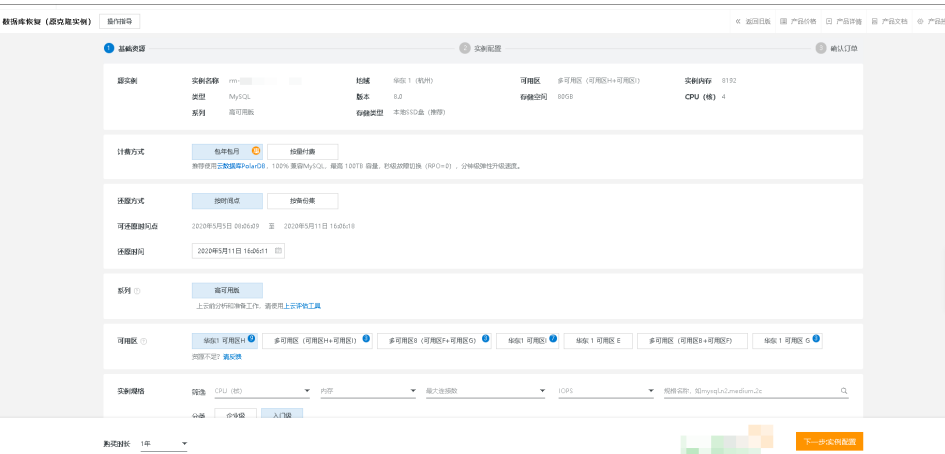 数据库恢复（原克隆实例） 操作指导 返回旧版 产品价格 产品详情 产品文档
1 基础资源 2 实例配置 3 确认订单
源实例 实例名称 rm- 地域 华东 1（杭州） 可用区 多可用区（可用区H+可用区I） 实例内存 8192
类型 MySQL 版本 8.0 存储空间 80GB CPU（核） 4
系列 高可用版 存储类型 本地SSD盘（推荐）
计费方式 包年包月 按量付费
推荐使用云数据库PolarDB，100% 兼容MySQL，最高 100TB 容量，秒级故障切换（RPO=0），分钟级弹性升级速度。
还原方式 按时间点 按备份集
可还原时间点 2020年5月5日 08:06:09 至 2020年5月11日 16:06:18
还原时间 2020年5月11日 16:06:11
系列 高可用版
上云前分析和准备工作，请使用上云评估工具
可用区 华东1 可用区H 多可用区（可用区H+可用区I） 3 多可用区8（可用区F+可用区G） 3 华东1 可用区I 7 华东 1 可用区 E 多可用区（可用区B+可用区F） 华东 1 可用区 G 3
资源不足？请反馈
实例规格 筛选 CPU（核） 内存 最大连接数 IOPS 规格名称，如mysql.n2.medium.2c
分类 企业级 入门级
购买时长 1年 下一步:实例配置